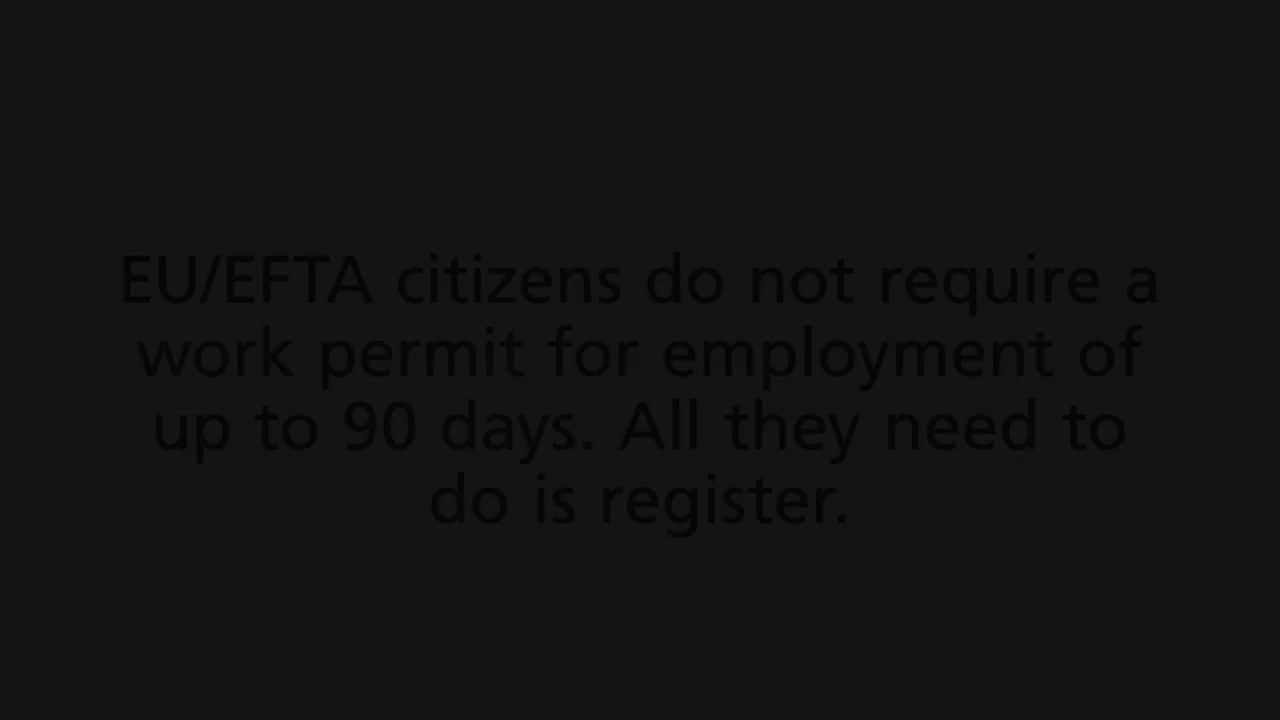 EU/EFTA citizens do not require a
work permit for employment of
up to 90 days. All they need to
do is register.